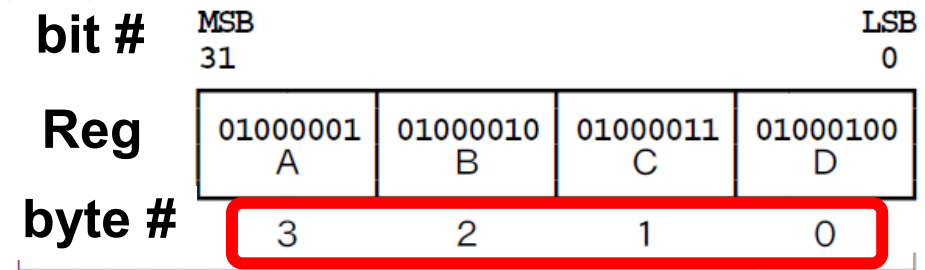 bit # MSB LSB
31 0
Reg 01000001 01000010 01000011 01000100
A B C D
byte # 3 2 1 0